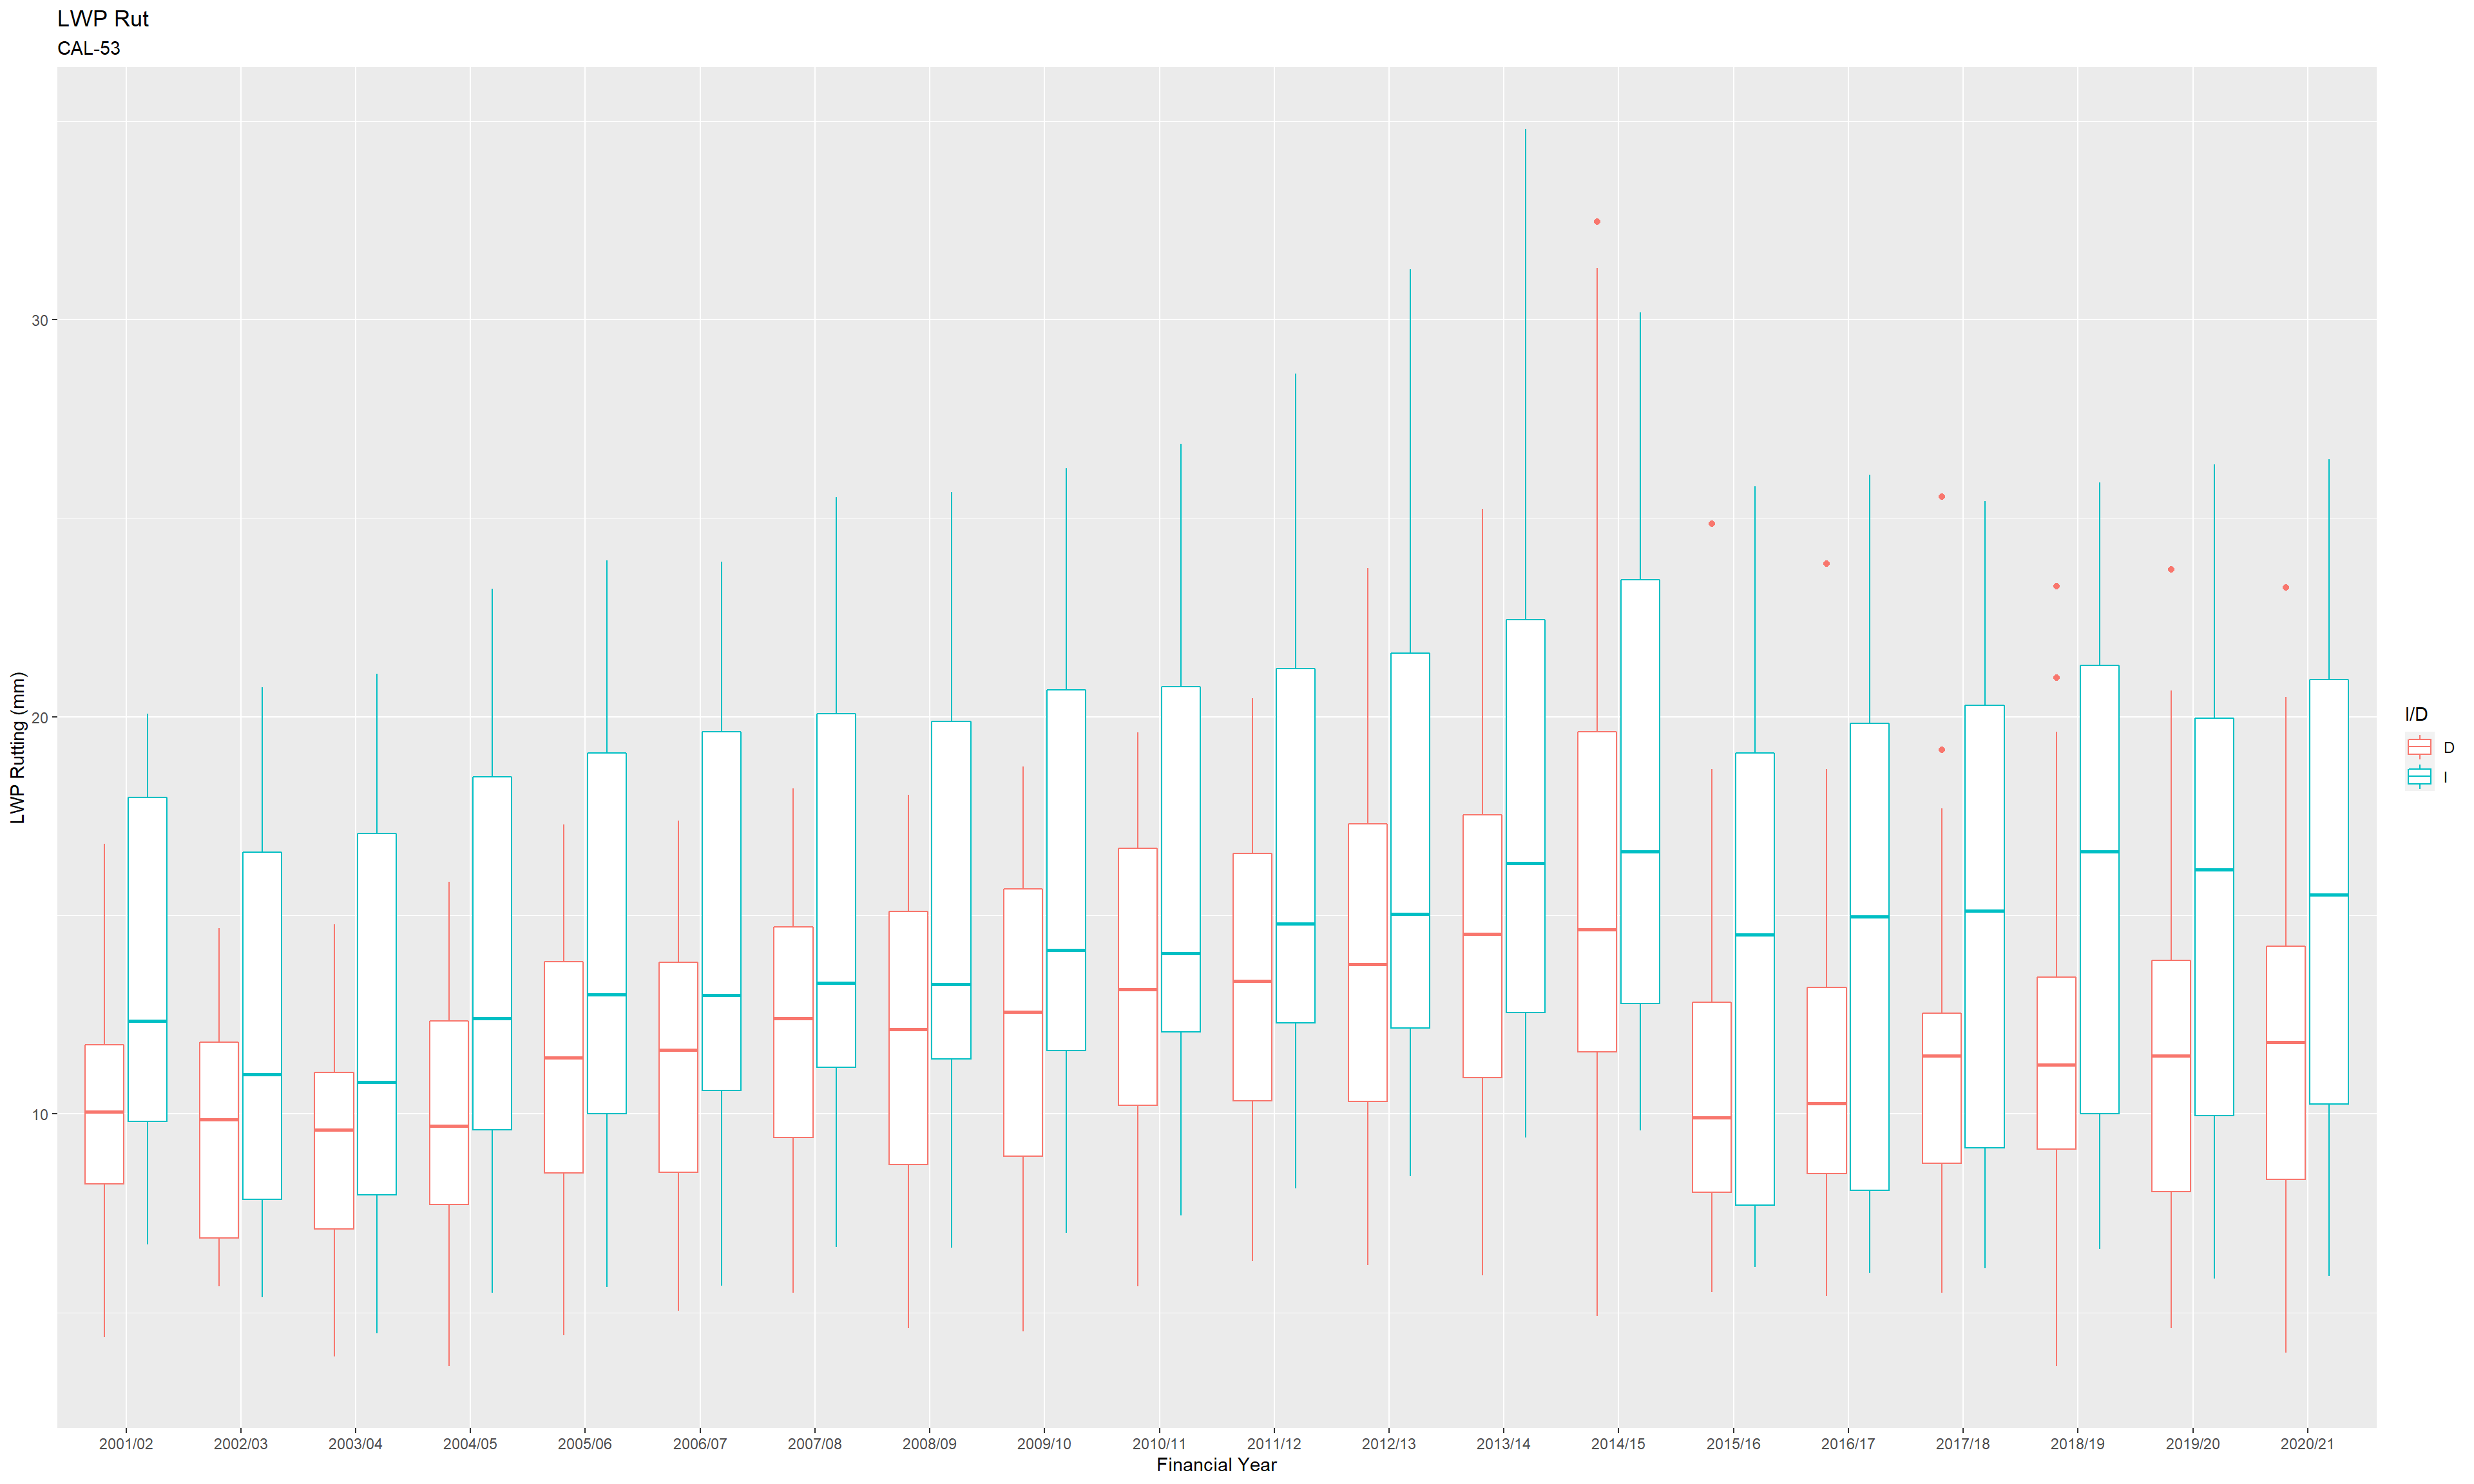 LWP Rut
CAL-53
LWP Rutting (mm)
30
20
10
2001/02 2002/03 2003/04 2004/05 2005/06 2006/07 2007/08 2008/09 2009/10 2010/11 2011/12 2012/13 2013/14 2014/15 2015/16 2016/17 2017/18 2018/19 2019/20 2020/21
Financial Year
I/D
D
I